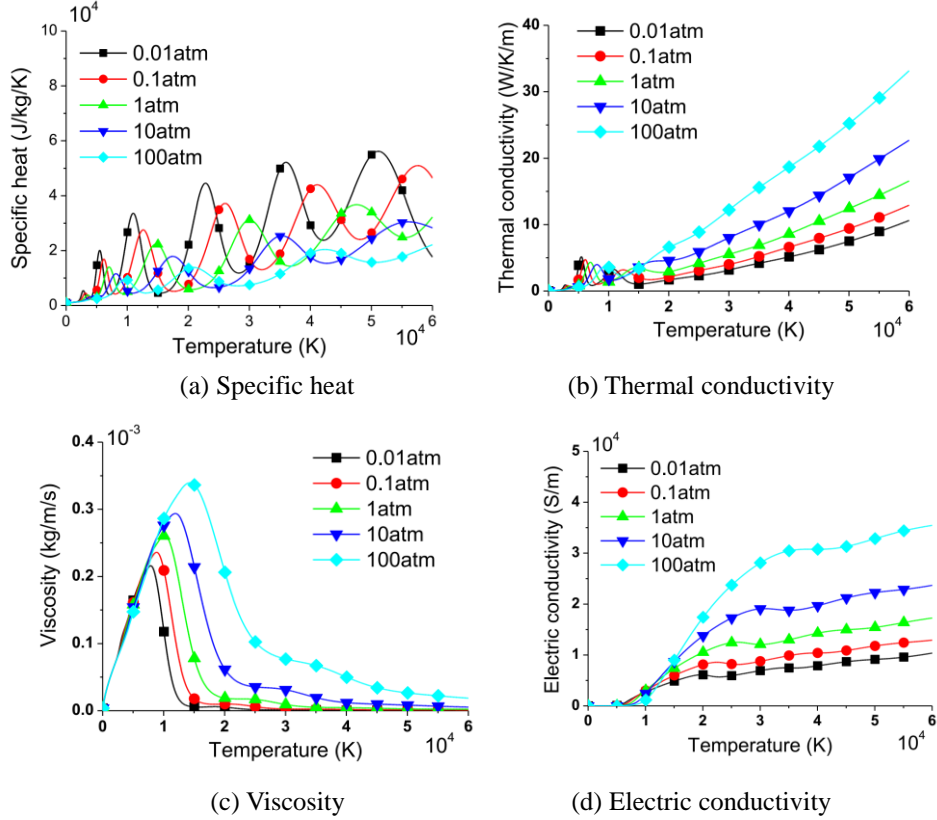 10^4
Specific heat (J/kg/K)
10
8
6
4
2
0
0.01atm
0.1atm
1atm
10atm
100atm
0 1 2 3 4 5 6
Temperature (K) 10^4
(a) Specific heat
Thermal conductivity (W/K/m)
40
30
20
10
0
0.01atm
0.1atm
1atm
10atm
100atm
0 1 2 3 4 5 6
Temperature (K) 10^4
(b) Thermal conductivity
10^-3
Viscosity (kg/m/s)
0.4
0.3
0.2
0.1
0.0
0.01atm
0.1atm
1atm
10atm
100atm
0 1 2 3 4 5 6
Temperature (K) 10^4
(c) Viscosity
10^4
Electric conductivity (S/m)
5
4
3
2
1
0
0.01atm
0.1atm
1atm
10atm
100atm
0 1 2 3 4 5 6
Temperature (K) 10^4
(d) Electric conductivity